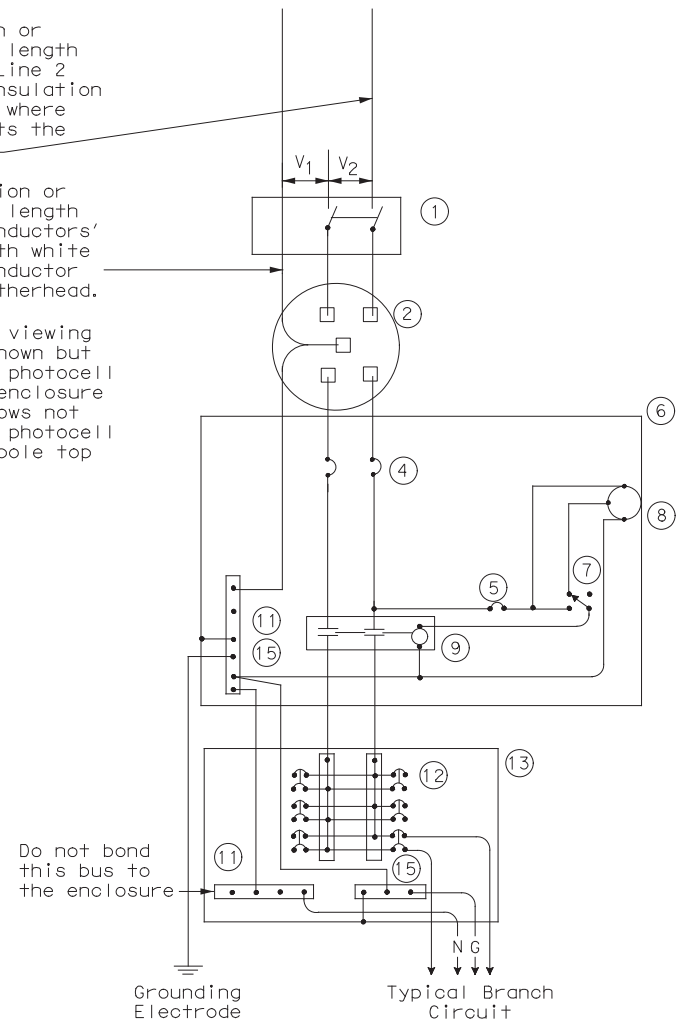 n or
length
Line 2
nsulation
where
ts the
V1
V2
1
ion or
length
nductors'
th white
nductor
therhead.
2
viewing
hown but
photocell
enclosure
ows not
photocell
pole top
6
4
8
7
5
11
15
9
13
12
Do not bond
this bus to
the enclosure
11
15
N G
Grounding
Electrode
Typical Branch
Circuit